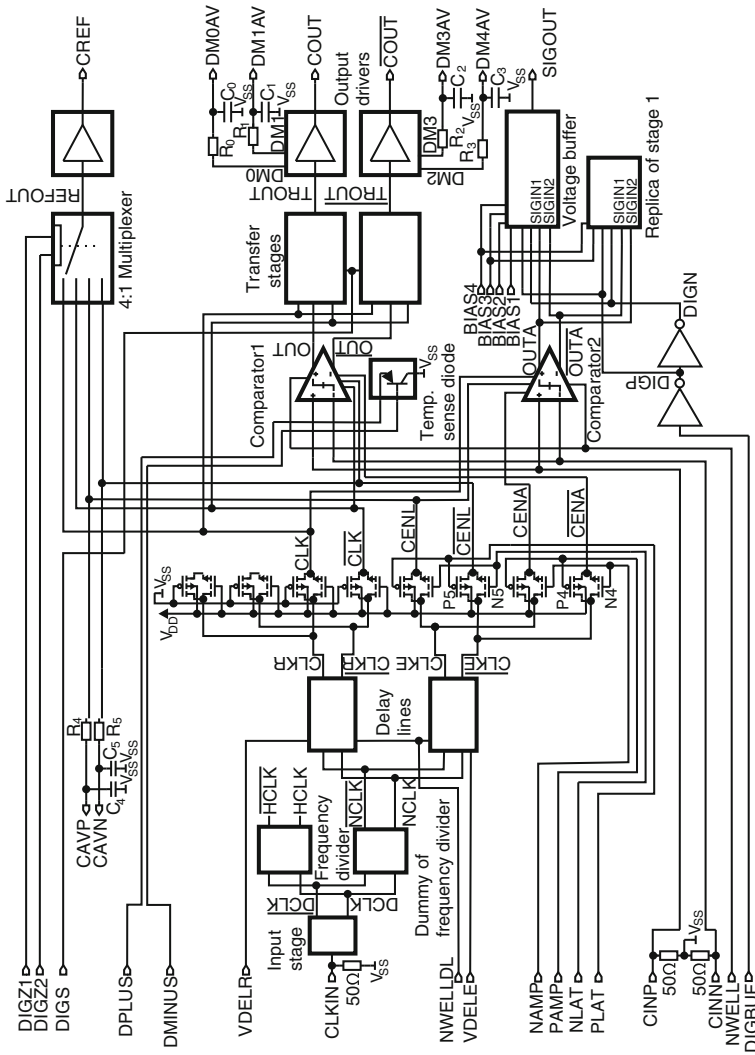 CREF
REFOUT
4:1 Multiplexer
DM0AV
DM1AV
COUT
COUT
DM3AV
DM4AV
SIGOUT
C0
VSS
C1
VSS
R0
R1
DM1
DM0
Output
drivers
C2
VSS
C3
VSS
R2
R3
DM3
DM2
TROUT
TROUT
Transfer
stages
Voltage buffer
SIGIN1
SIGIN2
Replica of stage 1
SIGIN1
SIGIN2
BIAS4
BIAS3
BIAS2
BIAS1
OUT
OUT
Comparator1
Temp.
sense diode
VSS
OUTA
OUTA
Comparator2
DIGP
DIGN
CLK
CLK
CENL
CENL
CENA
CENA
VSS
VDD
P5
N5
P4
N4
CLKR
CLKR
CLKE
CLKE
Delay
lines
R4
R5
C5
VSS
C4
VSS
CAVP
CAVN
HCLK
HCLK
Frequency
divider
NCLK
NCLK
Dummy of
frequency divider
DCLK
DCLK
Input
stage
50Ω
VSS
DIGZ1
DIGZ2
DIGS
DPLUS
DMINUS
VDELR
CLKIN
NWELLDL
VDELE
NAMP
PAMP
NLAT
PLAT
CINP
50Ω
50Ω
VSS
CINN
NWELL
DIGBUF